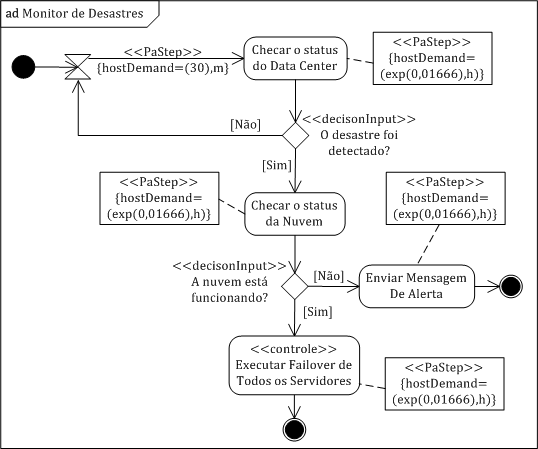 ad Monitor de Desastres
<<PaStep>>
{hostDemand=(30),m}
Checar o status
do Data Center
<<PaStep>>
{hostDemand=
(exp(0,01666),h)}
[Não]
<<decisonInput>>
O desastre foi
detectado?
[Sim]
<<PaStep>>
{hostDemand=
(exp(0,01666),h)}
Checar o status
da Nuvem
<<PaStep>>
{hostDemand=
(exp(0,01666),h)}
<<decisonInput>>
A nuvem está
funcionando?
[Não]
Enviar Mensagem
De Alerta
[Sim]
<<controle>>
Executar Failover de
Todos os Servidores
<<PaStep>>
{hostDemand=
(exp(0,01666),h)}